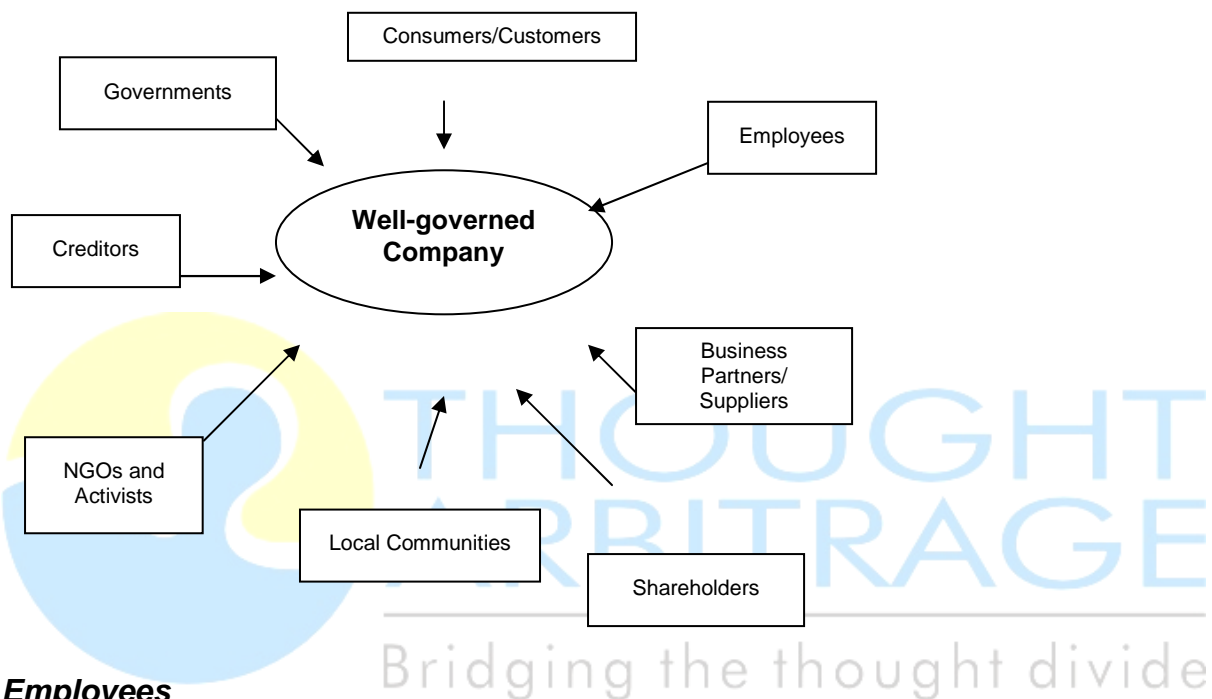 Consumers/Customers
Governments
Employees
Well-governed
Company
Creditors
Business
Partners/
Suppliers
NGOs and
Activists
Local Communities
Shareholders
THOUGHT
ARBITRAGE
Bridging the thought divide
Employees